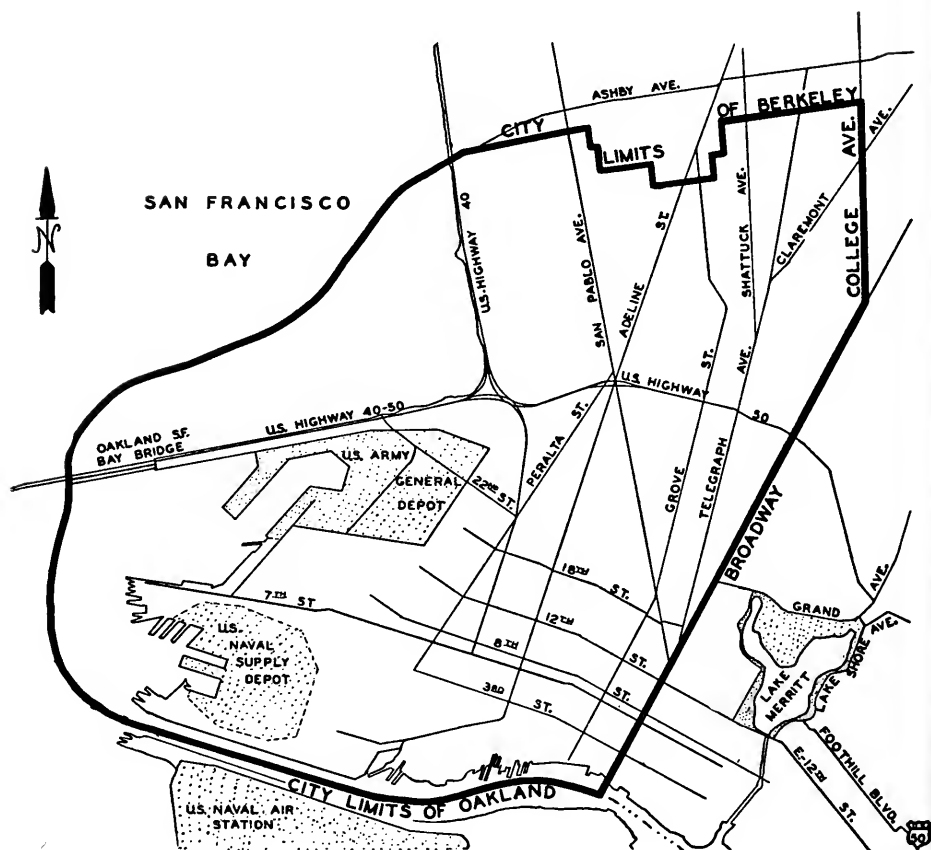 ASHBY AVE.
CITY LIMITS OF BERKELEY
SAN FRANCISCO
BAY
N
U.S. HIGHWAY 40
SAN PABLO AVE.
ADELINE ST.
SHATTUCK AVE.
CLAREMONT AVE.
COLLEGE AVE.
U.S. HIGHWAY 50
U.S. HIGHWAY 40-50
OAKLAND S.F.
BAY BRIDGE
U.S. ARMY
GENERAL
DEPOT
22ND ST.
PERALTA ST.
GROVE ST.
TELEGRAPH AVE.
BROADWAY
18TH
7TH ST
12TH ST.
8TH ST.
3RD ST.
U.S.
NAVAL
SUPPLY
DEPOT
GRAND AVE.
LAKE
MERRITT
LAKE SHORE AVE.
FOOTHILL BLVD.
E-12TH ST.
CITY LIMITS OF OAKLAND
U.S. NAVAL AIR
STATION
50